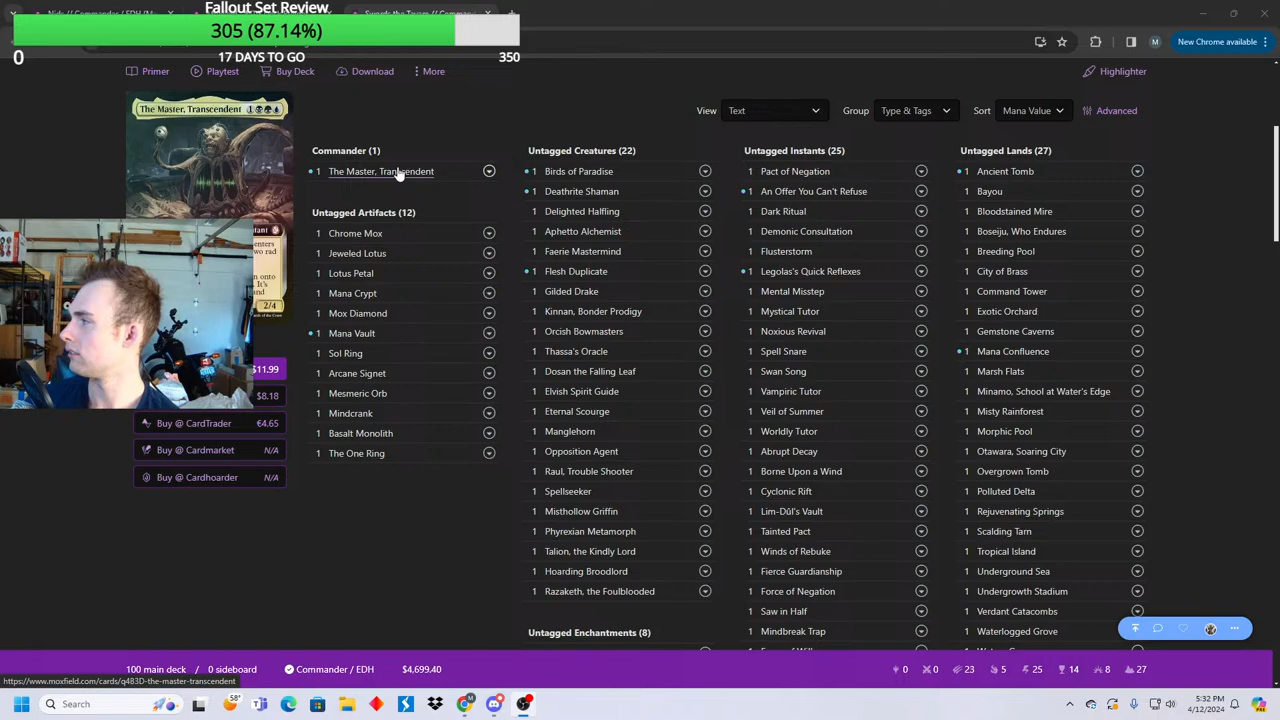 Fallout Set Review
305 (87.14%)
0
17 DAYS TO GO
350
New Chrome available
Primer
Playtest
Buy Deck
Download
More
Highlighter
The Master, Transcendent
View
Text
Group
Type & Tags
Sort
Mana Value
Advanced
2/4
$11.99
$8.18
Buy @ CardTrader €4.65
Buy @ Cardmarket N/A
Buy @ Cardhoarder N/A
Commander (1)
1 The Master, Transcendent
Untagged Artifacts (12)
1 Chrome Mox
1 Jeweled Lotus
1 Lotus Petal
1 Mana Crypt
1 Mox Diamond
1 Mana Vault
1 Sol Ring
1 Arcane Signet
1 Mesmeric Orb
1 Mindcrank
1 Basalt Monolith
1 The One Ring
Untagged Creatures (22)
1 Birds of Paradise
1 Deathrite Shaman
1 Delighted Halfling
1 Aphetto Alchemist
1 Faerie Mastermind
1 Flesh Duplicate
1 Gilded Drake
1 Kinnan, Bonder Prodigy
1 Orcish Bowmasters
1 Thassa's Oracle
1 Dosan the Falling Leaf
1 Elvish Spirit Guide
1 Eternal Scourge
1 Manglehorn
1 Opposition Agent
1 Raul, Trouble Shooter
1 Spellseeker
1 Misthollow Griffin
1 Phyrexian Metamorph
1 Talion, the Kindly Lord
1 Hoarding Broodlord
1 Razaketh, the Foulblooded
Untagged Enchantments (8)
Untagged Instants (25)
1 Pact of Negation
1 An Offer You Can't Refuse
1 Dark Ritual
1 Demonic Consultation
1 Flusterstorm
1 Legolas's Quick Reflexes
1 Mental Misstep
1 Mystical Tutor
1 Noxious Revival
1 Spell Snare
1 Swan Song
1 Vampiric Tutor
1 Veil of Summer
1 Worldly Tutor
1 Abrupt Decay
1 Borne Upon a Wind
1 Cyclonic Rift
1 Lim-Dûl's Vault
1 Tainted Pact
1 Winds of Rebuke
1 Fierce Guardianship
1 Force of Negation
1 Saw in Half
1 Mindbreak Trap
Untagged Lands (27)
1 Ancient Tomb
1 Bayou
1 Bloodstained Mire
1 Boseiju, Who Endures
1 Breeding Pool
1 City of Brass
1 Command Tower
1 Exotic Orchard
1 Gemstone Caverns
1 Mana Confluence
1 Marsh Flats
1 Minamo, School at Water's Edge
1 Misty Rainforest
1 Morphic Pool
1 Otawara, Soaring City
1 Overgrown Tomb
1 Polluted Delta
1 Rejuvenating Springs
1 Scalding Tarn
1 Tropical Island
1 Underground Sea
1 Undergrowth Stadium
1 Verdant Catacombs
1 Waterlogged Grove
100 main deck / 0 sideboard
Commander / EDH
$4,699.40
0 0 23 5 25 14 8 27
https://www.moxfield.com/cards/q483D-the-master-transcendent
Search
58°
5:32 PM
4/12/2024